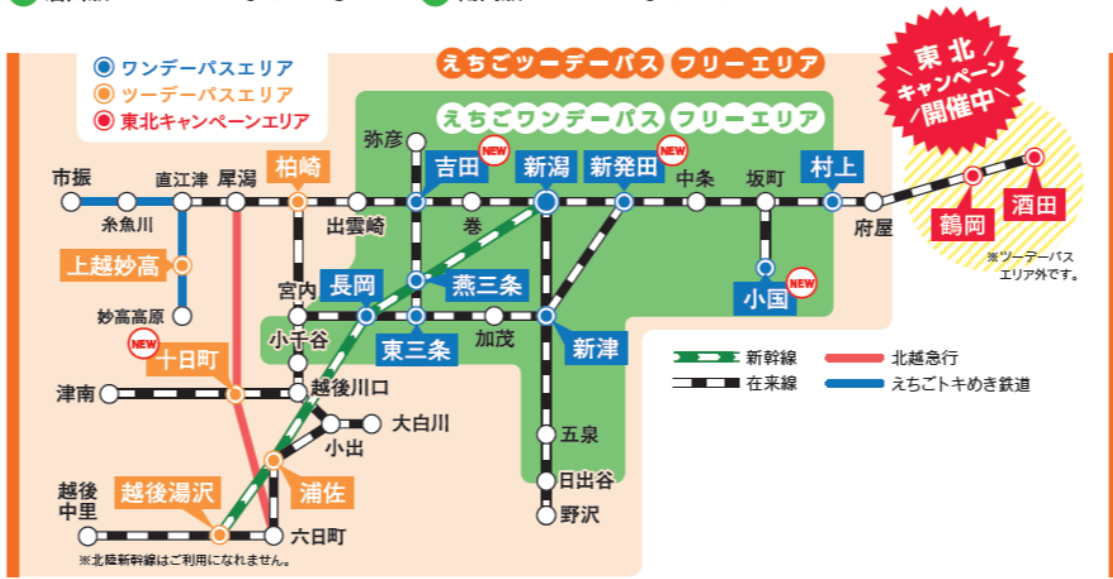 えちごツーデーパス フリーエリア
えちごワンデーパス フリーエリア
ワンデーパスエリア
ツーデーパスエリア
東北キャンペーンエリア
東北
キャンペーン
開催中
弥彦
吉田
NEW
新潟
新発田
NEW
中条
坂町
村上
府屋
鶴岡
酒田
※ツーデーパス
エリア外です。
市振
糸魚川
直江津
犀潟
柏崎
出雲崎
巻
上越妙高
妙高高原
宮内
長岡
燕三条
小国
NEW
小千谷
東三条
加茂
新津
NEW
十日町
津南
越後川口
大白川
小出
新幹線
在来線
北越急行
えちごトキめき鉄道
五泉
日出谷
野沢
越後
中里
越後湯沢
浦佐
六日町
※北陸新幹線はご利用になれません。